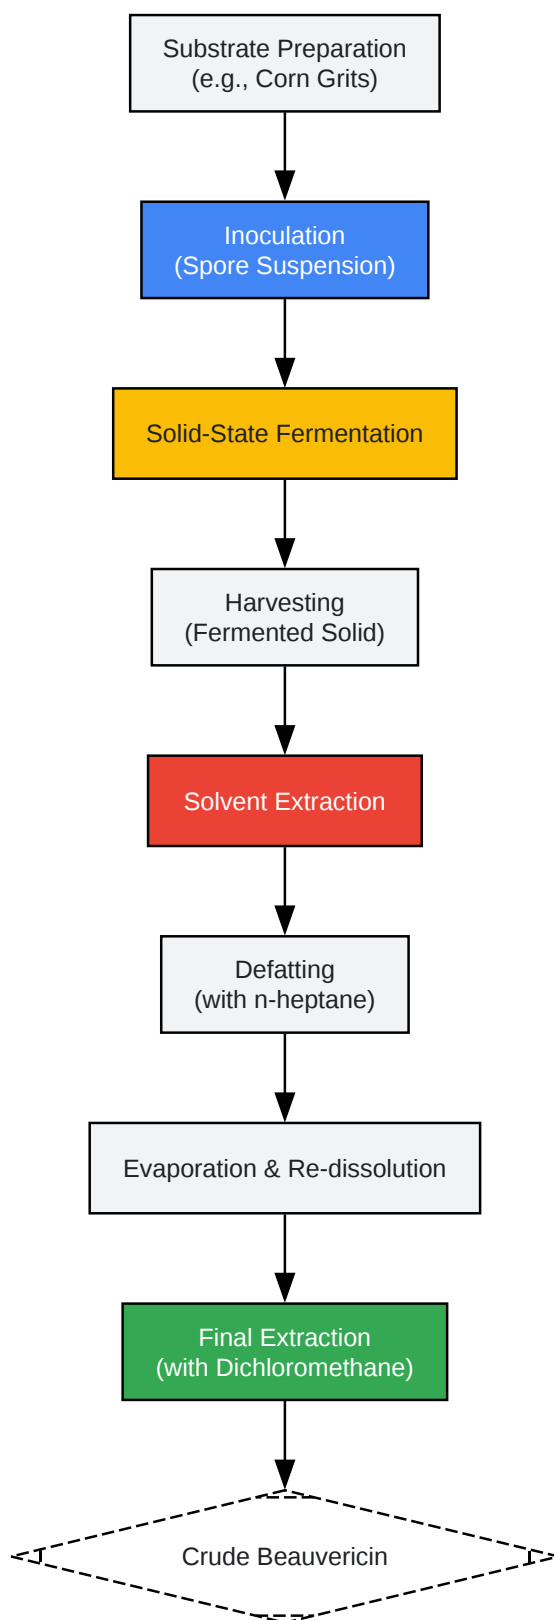 Substrate Preparation
(e.g., Corn Grits)
Inoculation
(Spore Suspension)
Solid-State Fermentation
Harvesting
(Fermented Solid)
Solvent Extraction
Defatting
(with n-heptane)
Evaporation & Re-dissolution
Final Extraction
(with Dichloromethane)
Crude Beauvericin